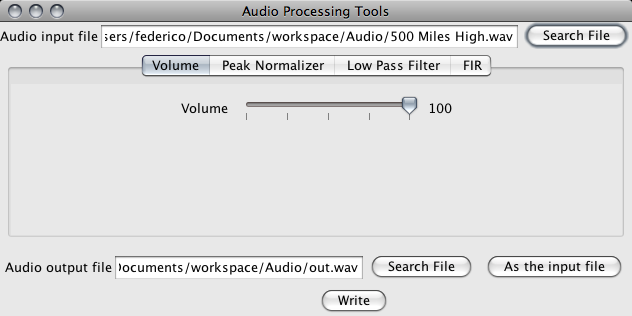 Audio Processing Tools
Audio input file sers/federico/Documents/workspace/Audio/500 Miles High.wav Search File
Volume Peak Normalizer Low Pass Filter FIR
Volume 100
Audio output file Documents/workspace/Audio/out.wav Search File As the input file
Write